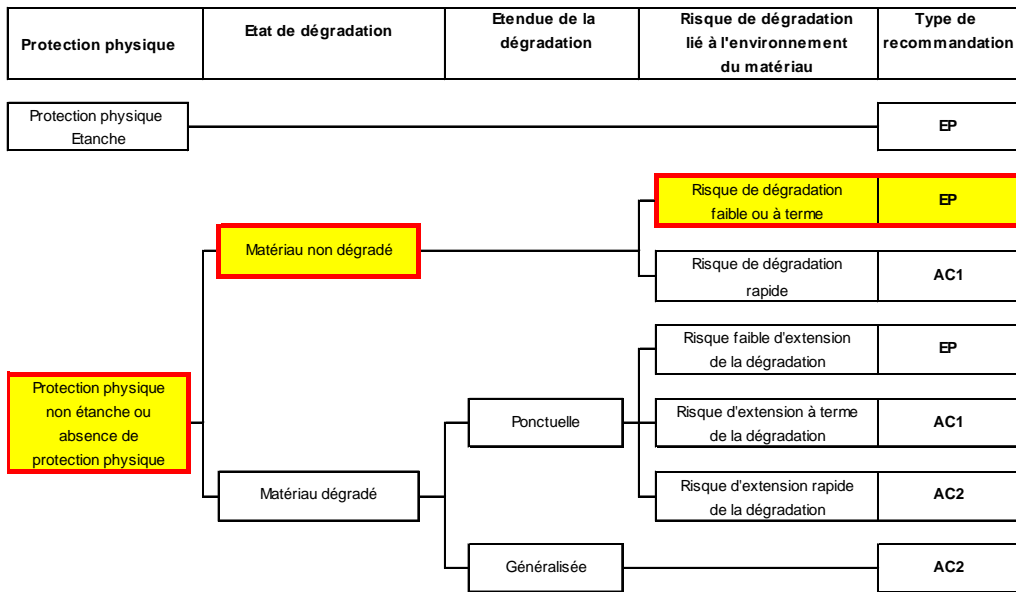 Protection physique
Etat de dégradation
Etendue de la
dégradation
Risque de dégradation
lié à l'environnement
du matériau
Type de
recommandation
Protection physique
Etanche
EP
Risque de dégradation
faible ou à terme
EP
Matériau non dégradé
Risque de dégradation
rapide
AC1
Risque faible d'extension
de la dégradation
EP
Protection physique
non étanche ou
absence de
protection physique
Ponctuelle
Risque d'extension à terme
de la dégradation
AC1
Matériau dégradé
Risque d'extension rapide
de la dégradation
AC2
Généralisée
AC2